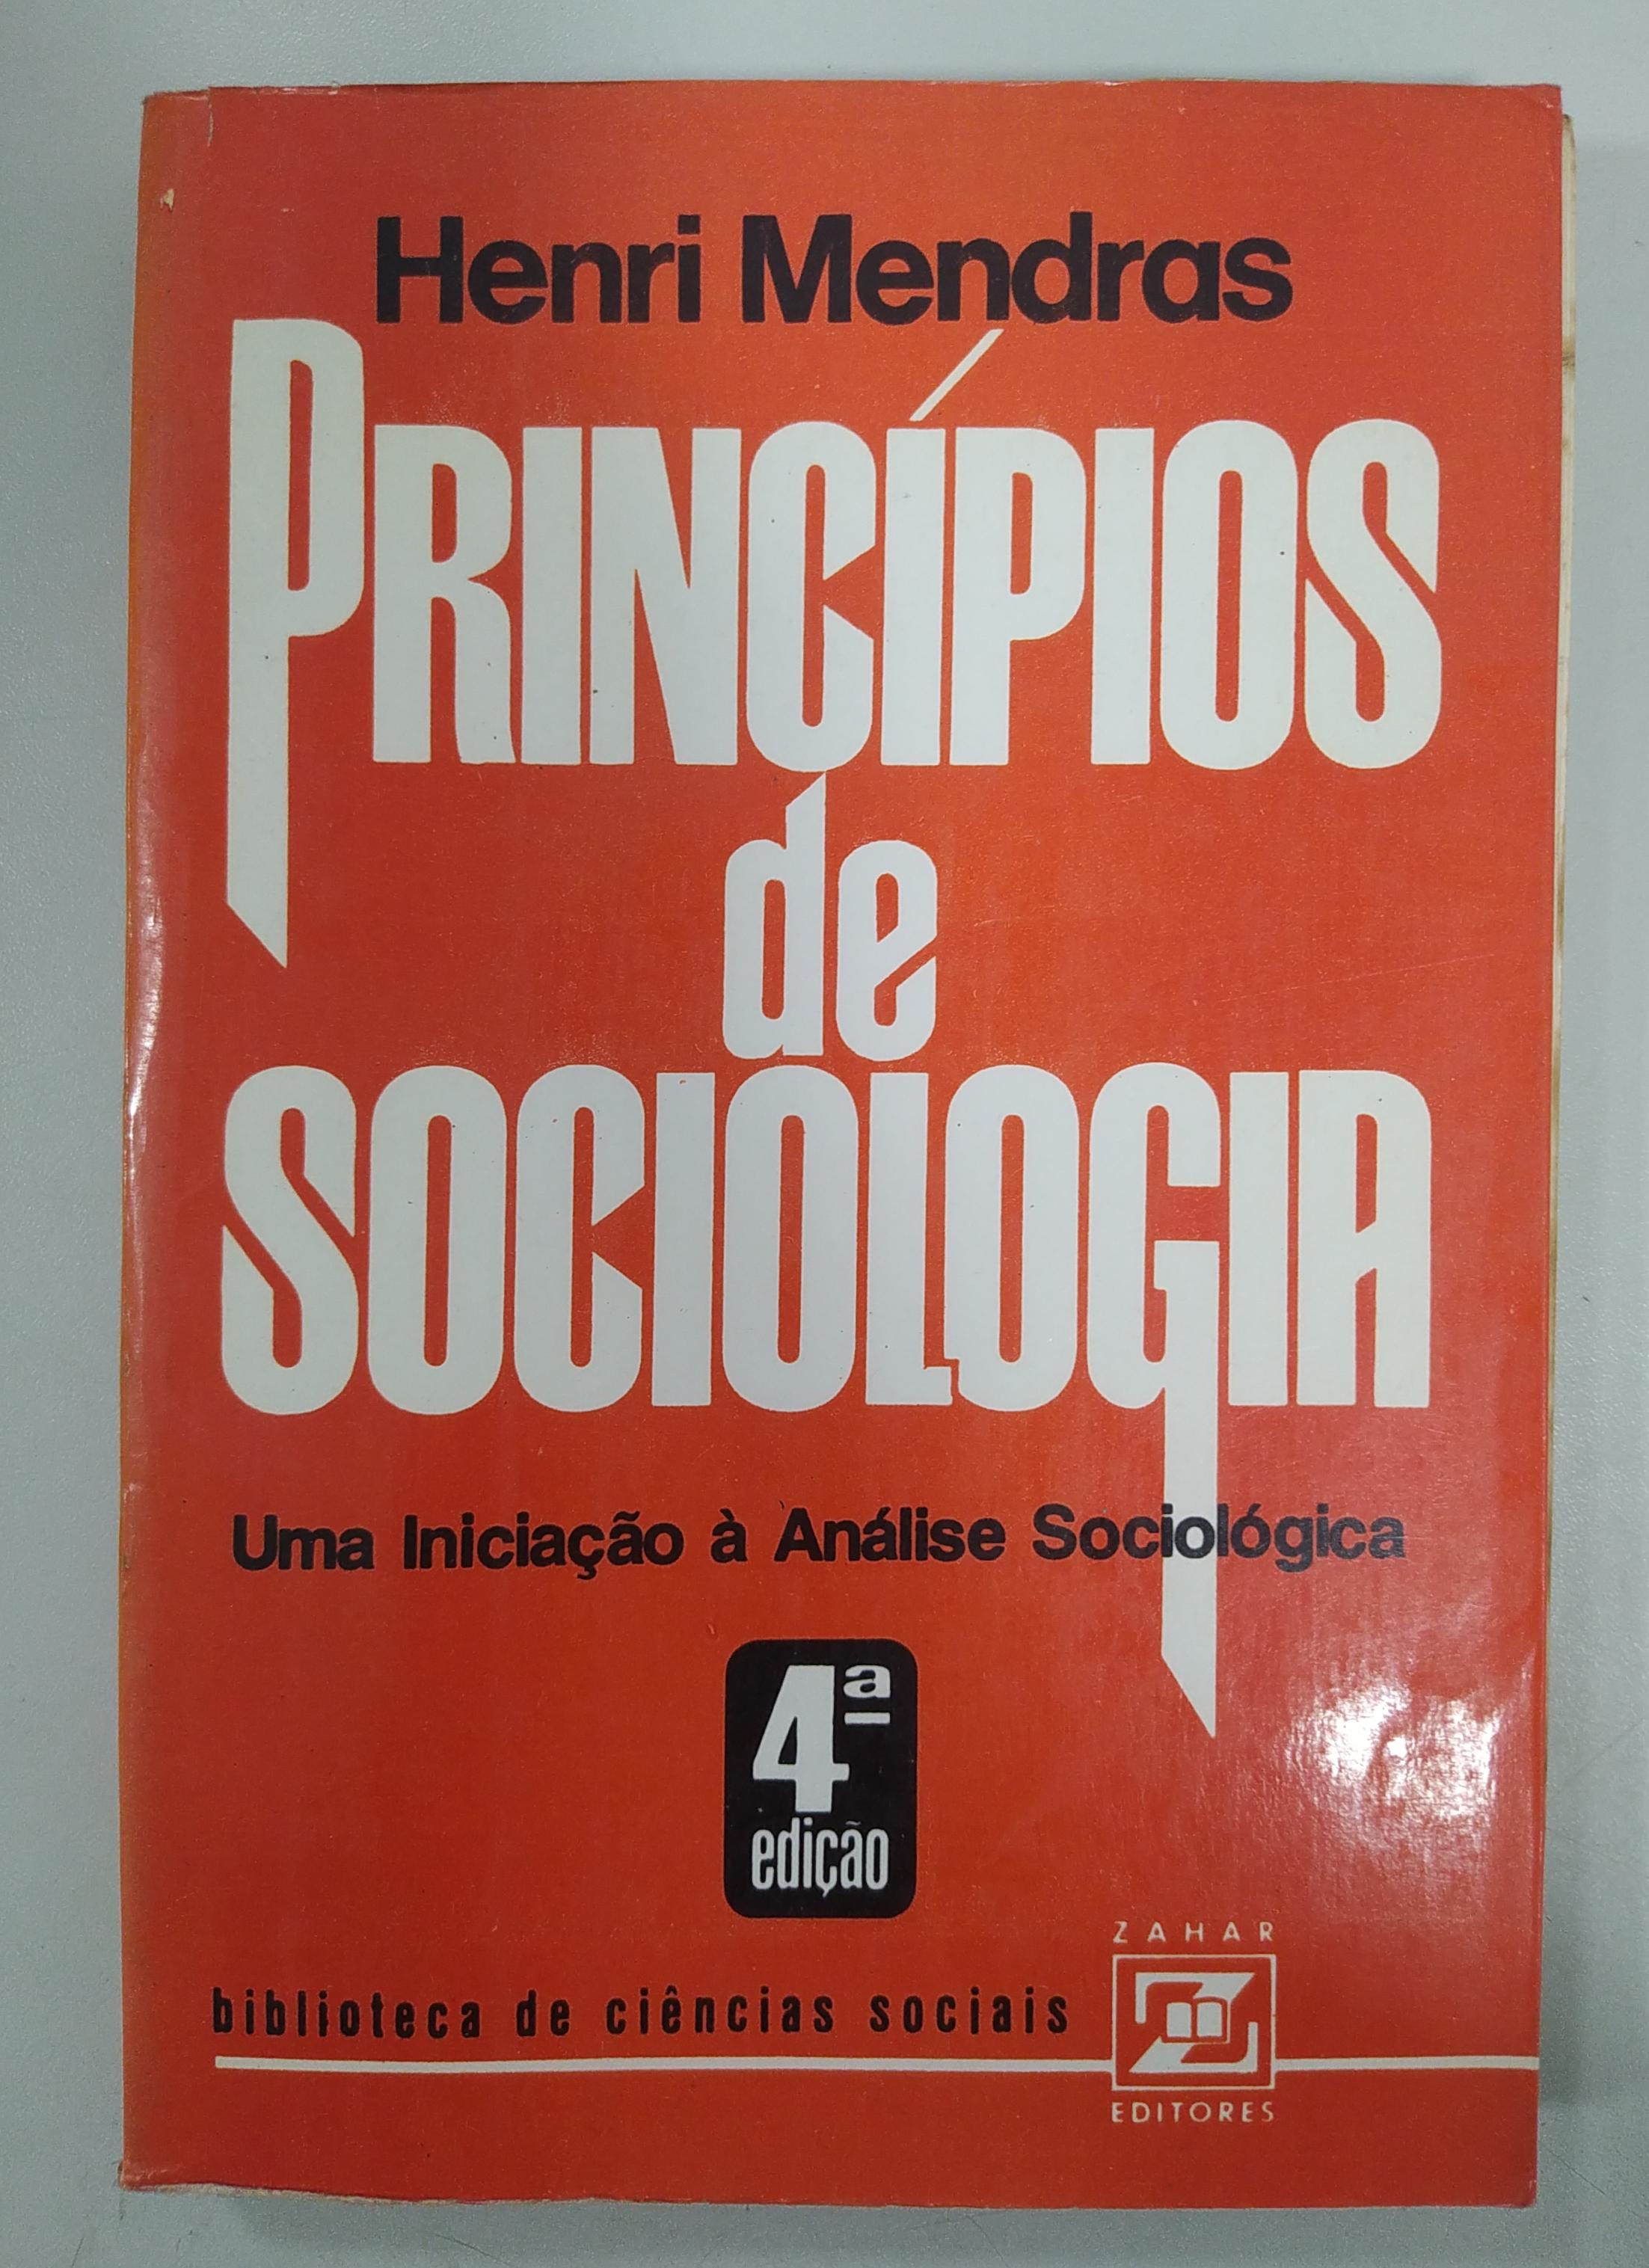 Henri Mendras
PRINCÍPIOS
de
SOCIOLOGIA
Uma Iniciação à Análise Sociológica
4ª
edição
biblioteca de ciências sociais
ZAHAR
EDITORES